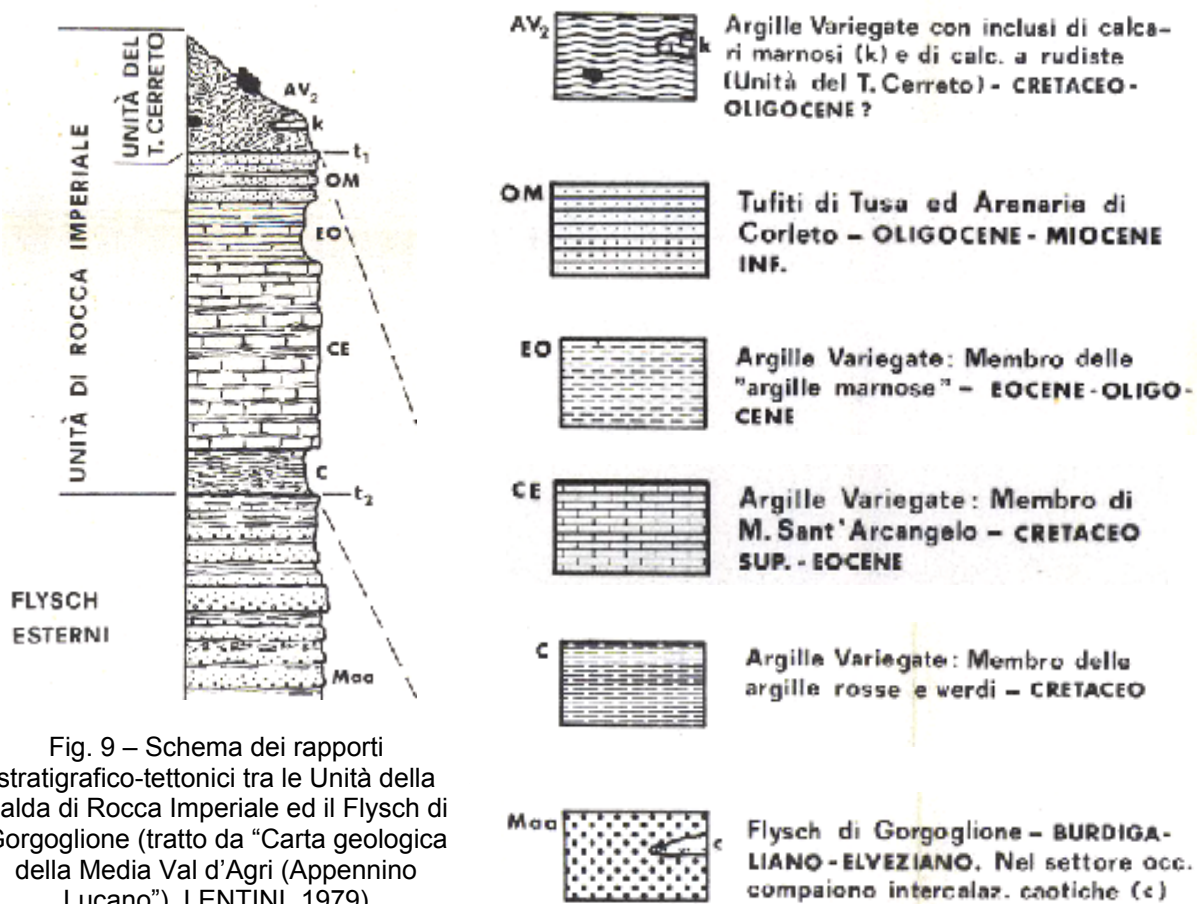 UNITÀ DI ROCCA IMPERIALE
UNITÀ DEL
T. CERRETO
AV2
k
t1
OM
EO
CE
C
t2
FLYSCH
ESTERNI
Maa
Fig. 9 – Schema dei rapporti
stratigrafico-tettonici tra le Unità della
alda di Rocca Imperiale ed il Flysch di
Gorgoglione (tratto da “Carta geologica
della Media Val d’Agri (Appennino
Lucano”), LENTINI, 1979)
AV2
k
Argille Variegate con inclusi di calca-
ri marnosi (k) e di calc. a rudiste
(Unità del T. Cerreto) - CRETACEO-
OLIGOCENE ?
OM
Tufiti di Tusa ed Arenarie di
Corleto – OLIGOCENE - MIOCENE
INF.
EO
Argille Variegate: Membro delle
"argille marnose" – EOCENE-OLIGO-
CENE
CE
Argille Variegate: Membro di
M. Sant'Arcangelo – CRETACEO
SUP. - EOCENE
C
Argille Variegate: Membro delle
argille rosse e verdi – CRETACEO
Maa
c
Flysch di Gorgoglione – BURDIGA-
LIANO-ELVEZIANO. Nel settore occ.
compaiono intercalaz. caotiche (c)